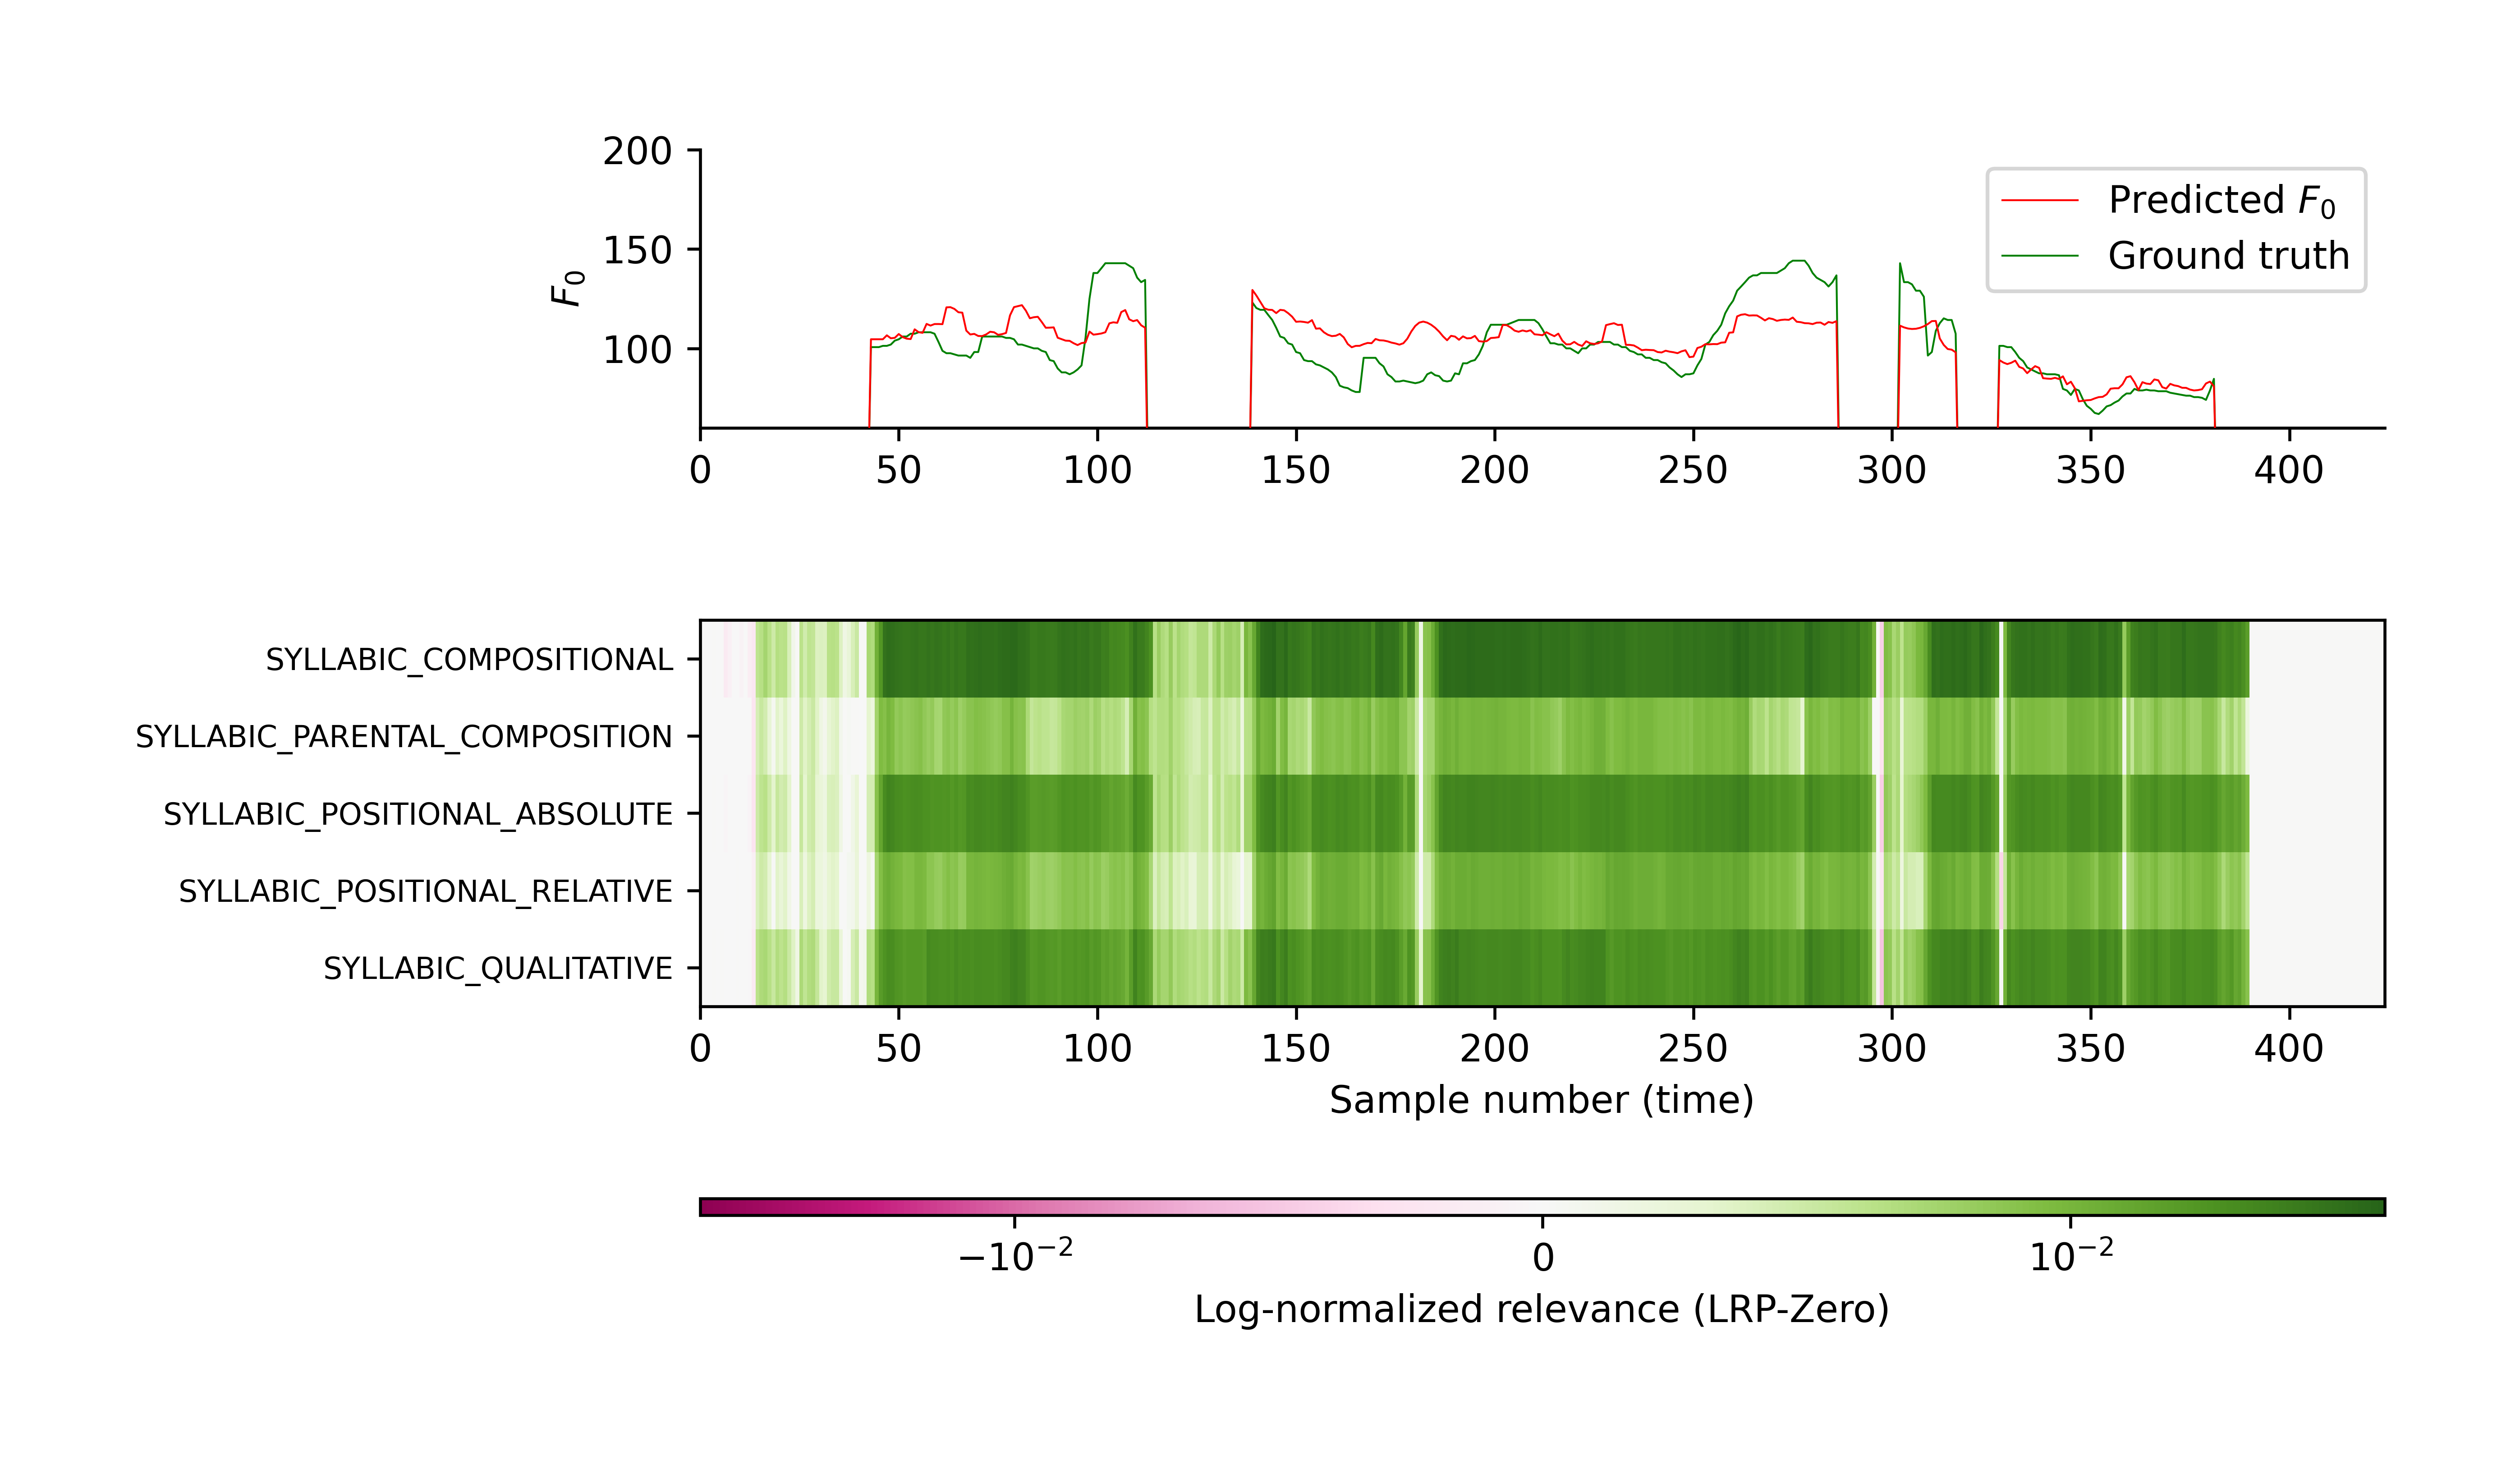 200
150
100
F₀
Predicted F₀
Ground truth
0 50 100 150 200 250 300 350 400
SYLLABIC_COMPOSITIONAL
SYLLABIC_PARENTAL_COMPOSITION
SYLLABIC_POSITIONAL_ABSOLUTE
SYLLABIC_POSITIONAL_RELATIVE
SYLLABIC_QUALITATIVE
0 50 100 150 200 250 300 350 400
Sample number (time)
−10⁻² 0 10⁻²
Log-normalized relevance (LRP-Zero)